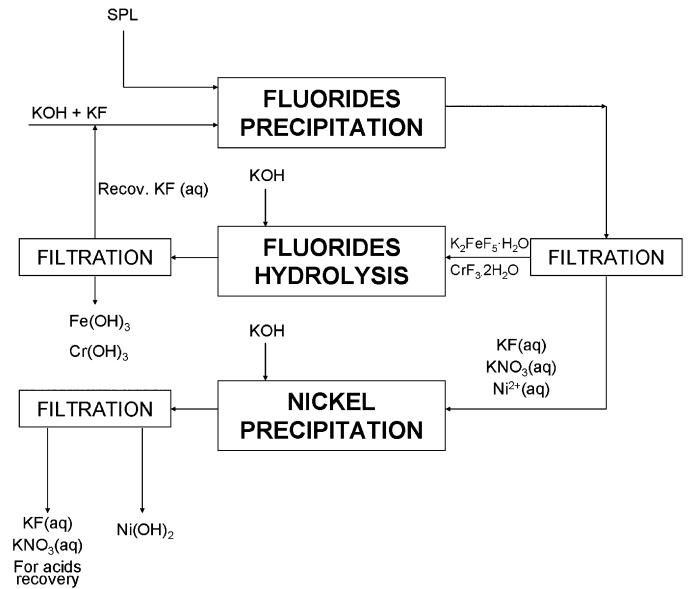 SPL
KOH + KF
FLUORIDES
PRECIPITATION
Recov. KF (aq)
KOH
FILTRATION
FLUORIDES
HYDROLYSIS
K₂FeF₅·H₂O
CrF₃.2H₂O
FILTRATION
Fe(OH)₃
Cr(OH)₃
KOH
KF(aq)
KNO₃(aq)
Ni²⁺(aq)
FILTRATION
NICKEL
PRECIPITATION
KF(aq)
KNO₃(aq)
For acids
recovery
Ni(OH)₂